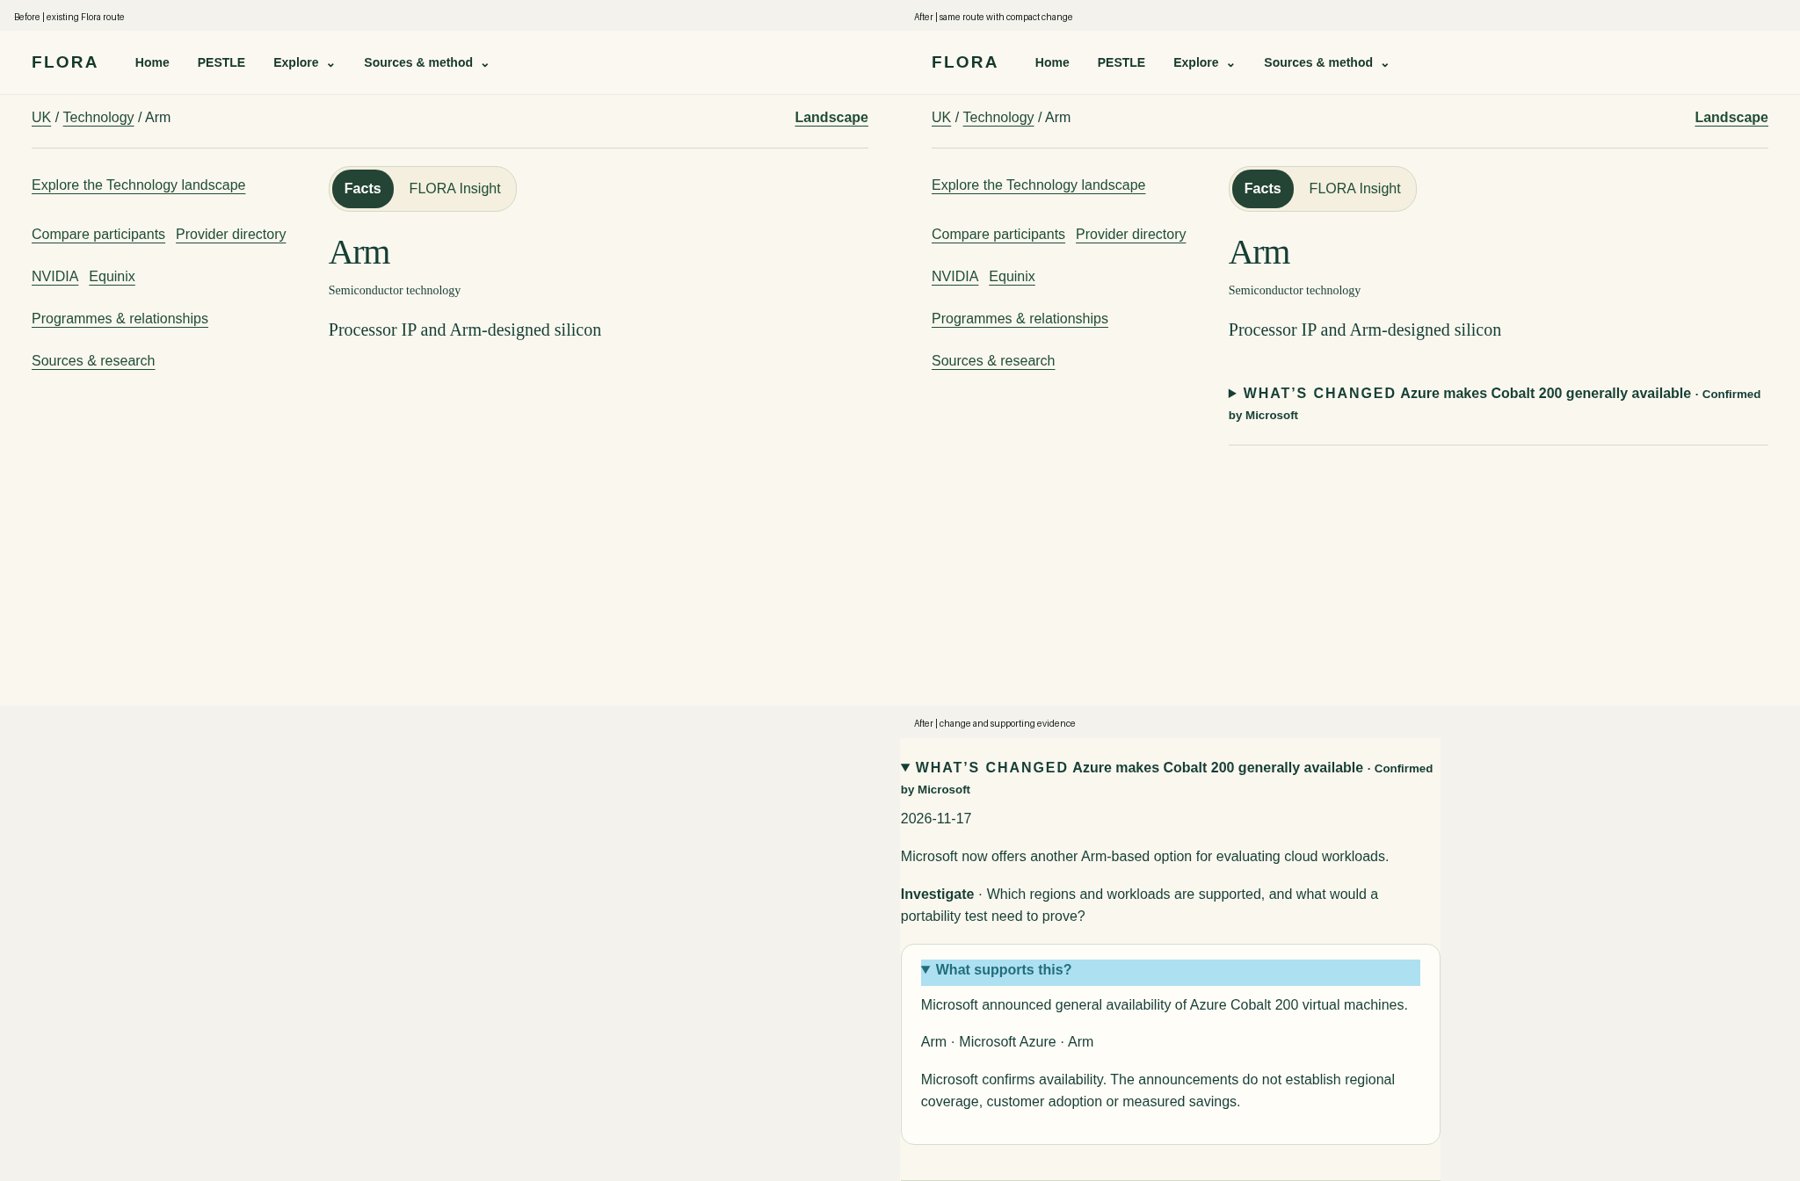 Before | existing Flora route
FLORA Home PESTLE Explore Sources & method
UK / Technology / Arm Landscape
Explore the Technology landscape
Compare participants Provider directory
NVIDIA Equinix
Programmes & relationships
Sources & research
Facts FLORA Insight
Arm
Semiconductor technology
Processor IP and Arm-designed silicon
After | same route with compact change
FLORA Home PESTLE Explore Sources & method
UK / Technology / Arm Landscape
Explore the Technology landscape
Compare participants Provider directory
NVIDIA Equinix
Programmes & relationships
Sources & research
Facts FLORA Insight
Arm
Semiconductor technology
Processor IP and Arm-designed silicon
WHAT’S CHANGED Azure makes Cobalt 200 generally available · Confirmed
by Microsoft
After | change and supporting evidence
WHAT’S CHANGED Azure makes Cobalt 200 generally available · Confirmed
by Microsoft
2026-11-17
Microsoft now offers another Arm-based option for evaluating cloud workloads.
Investigate · Which regions and workloads are supported, and what would a
portability test need to prove?
What supports this?
Microsoft announced general availability of Azure Cobalt 200 virtual machines.
Arm · Microsoft Azure · Arm
Microsoft confirms availability. The announcements do not establish regional
coverage, customer adoption or measured savings.